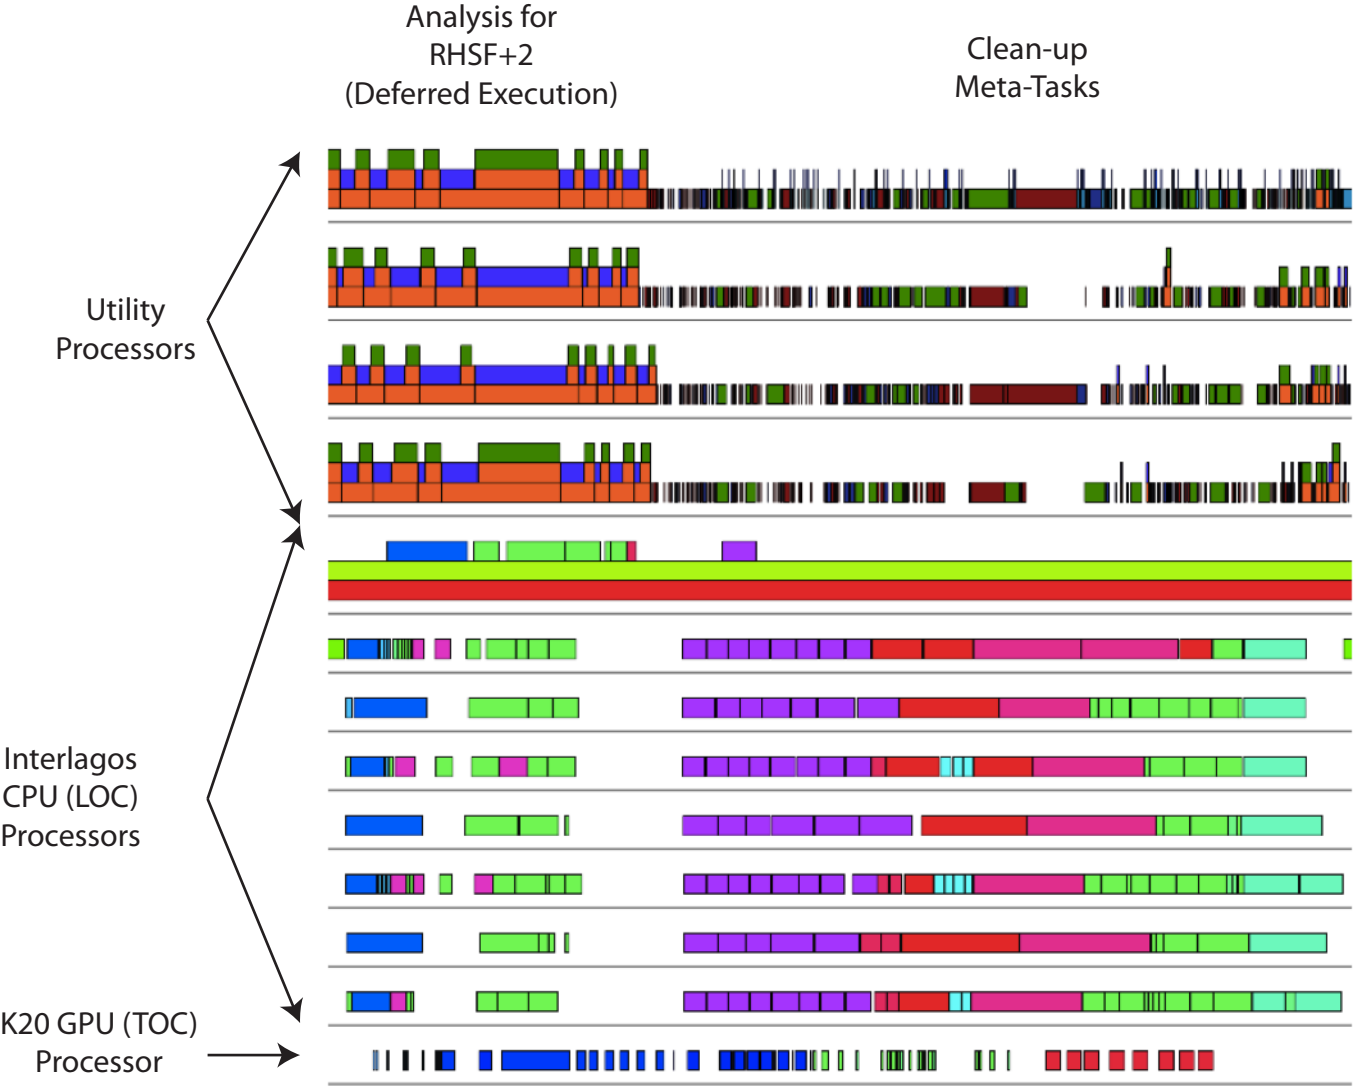 Analysis for
RHSF+2
(Deferred Execution)
Clean-up
Meta-Tasks
Utility
Processors
Interlagos
CPU (LOC)
Processors
K20 GPU (TOC)
Processor